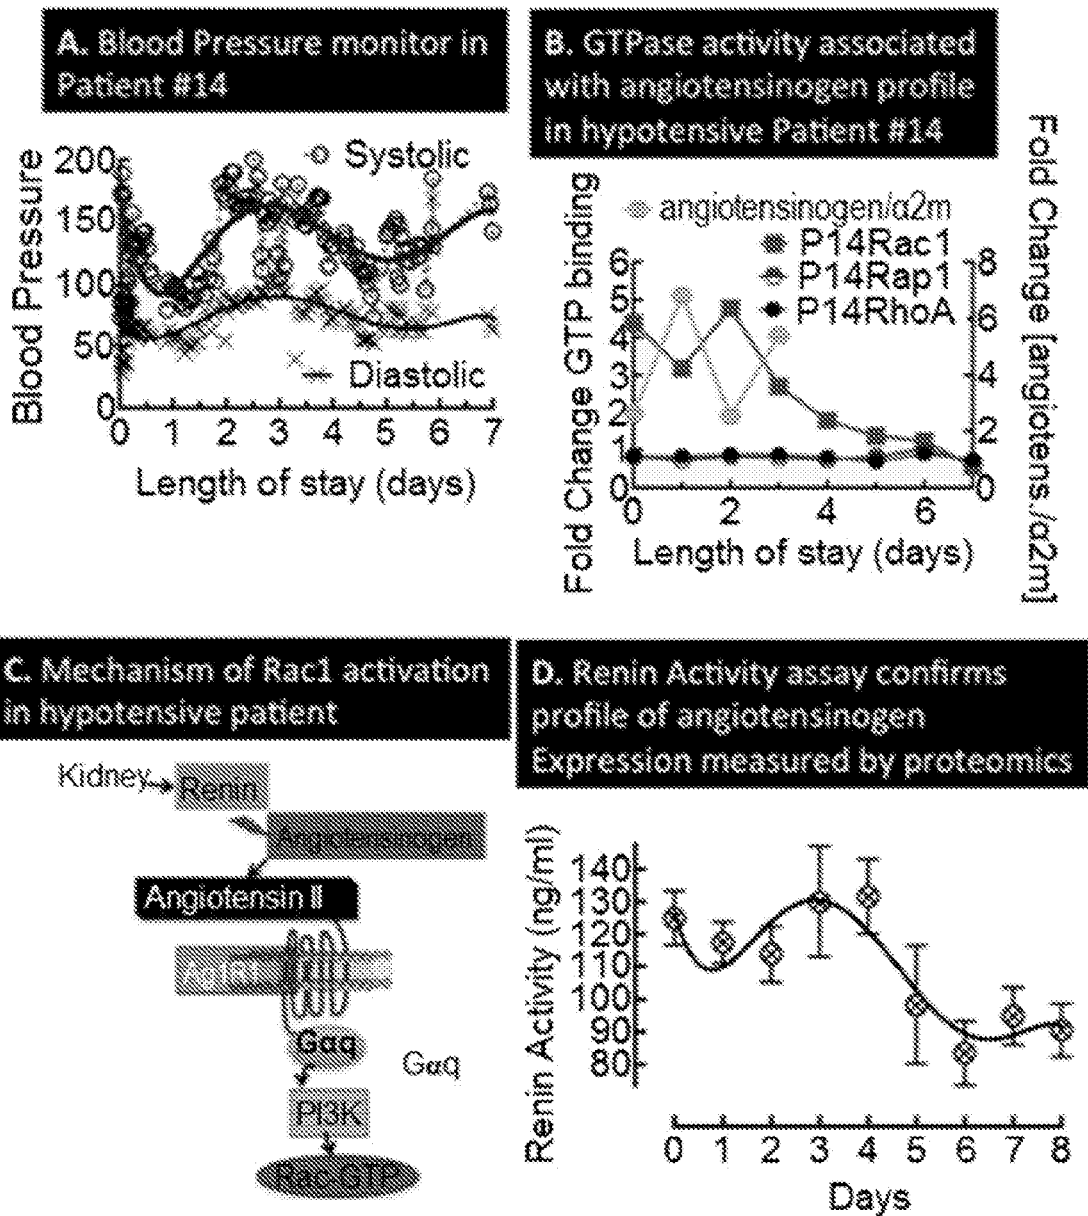 A. Blood Pressure monitor in
Patient #14
Blood Pressure
200
150
100
50
0
Systolic
Diastolic
0 1 2 3 4 5 6 7
Length of stay (days)
B. GTPase activity associated
with angiotensinogen profile
in hypotensive Patient #14
Fold Change GTP binding
angiotensinogen/α2m
P14Rac1
P14Rap1
P14RhoA
6
5
4
3
2
1
0
8
6
4
2
0
0 2 4 6
Length of stay (days)
Fold Change [angiotens./α2m]
C. Mechanism of Rac1 activation
in hypotensive patient
Kidney
Renin
Angiotensinogen
Angiotensin II
Ag1R1
Gαq
Gαq
PI3K
Rac-GTP
D. Renin Activity assay confirms
profile of angiotensinogen
Expression measured by proteomics
Renin Activity (ng/ml)
140
130
120
110
100
90
80
0 1 2 3 4 5 6 7 8
Days